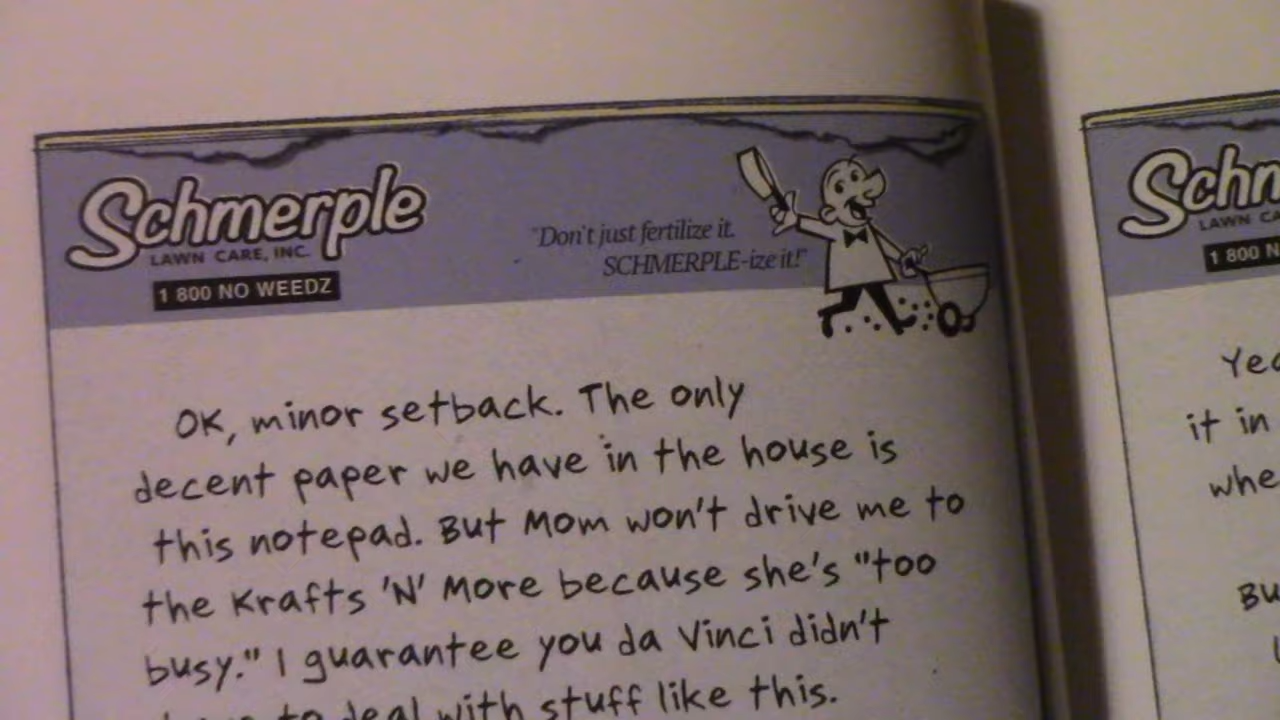 Schmerple
LAWN CARE, INC.
1 800 NO WEEDZ
"Don't just fertilize it.
SCHMERPLE-ize it!"
OK, minor setback. The only
decent paper we have in the house is
this notepad. But Mom won't drive me to
the Krafts 'N' More because she's "too
busy." I guarantee you da Vinci didn't
to deal with stuff like this.
Schm
LAWN CA
1 800 N
Yea
it in
whe
Bu